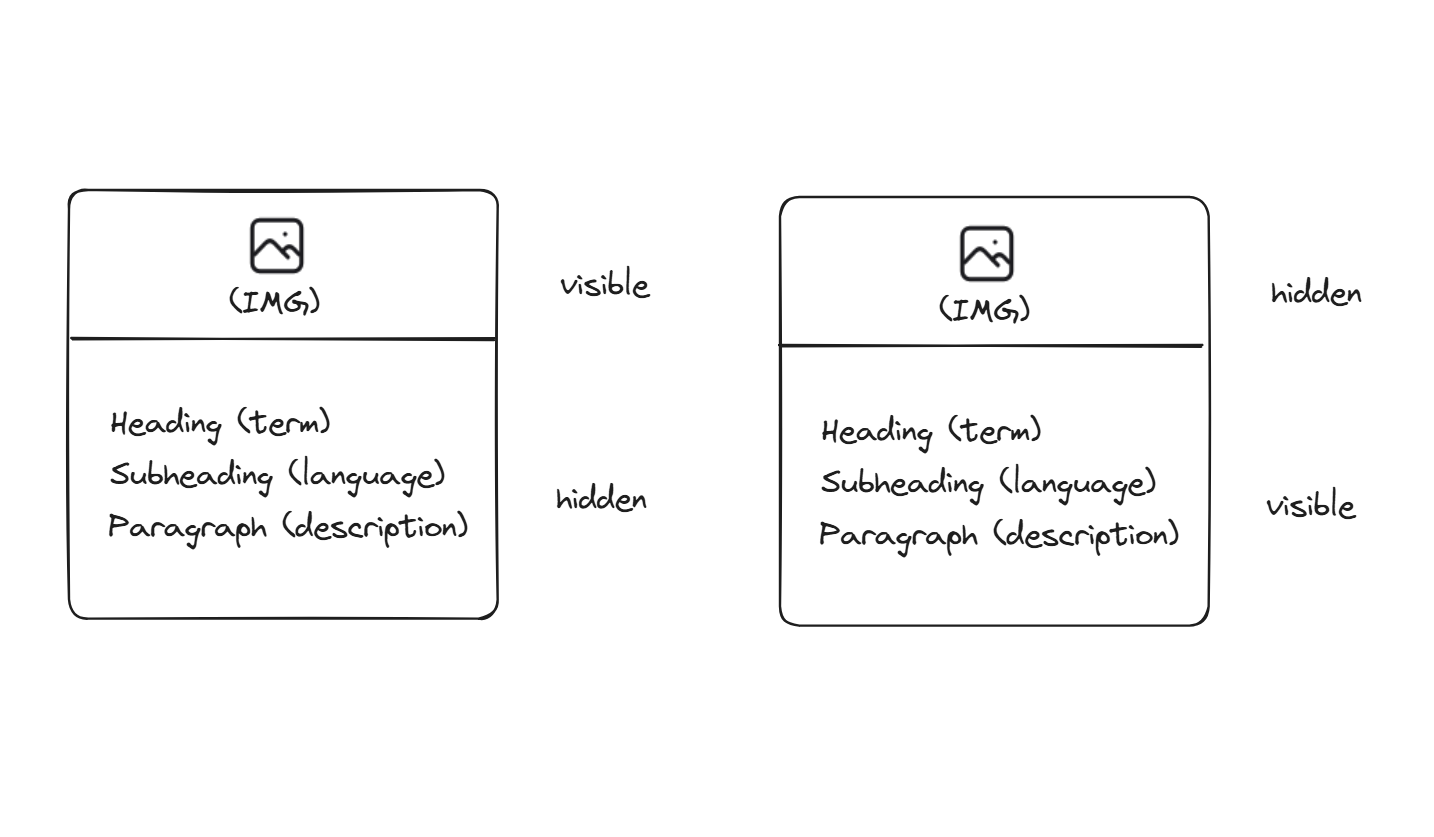 (IMG)
visible
Heading (term)
Subheading (language)
Paragraph (description)
hidden
(IMG)
hidden
Heading (term)
Subheading (language)
Paragraph (description)
visible